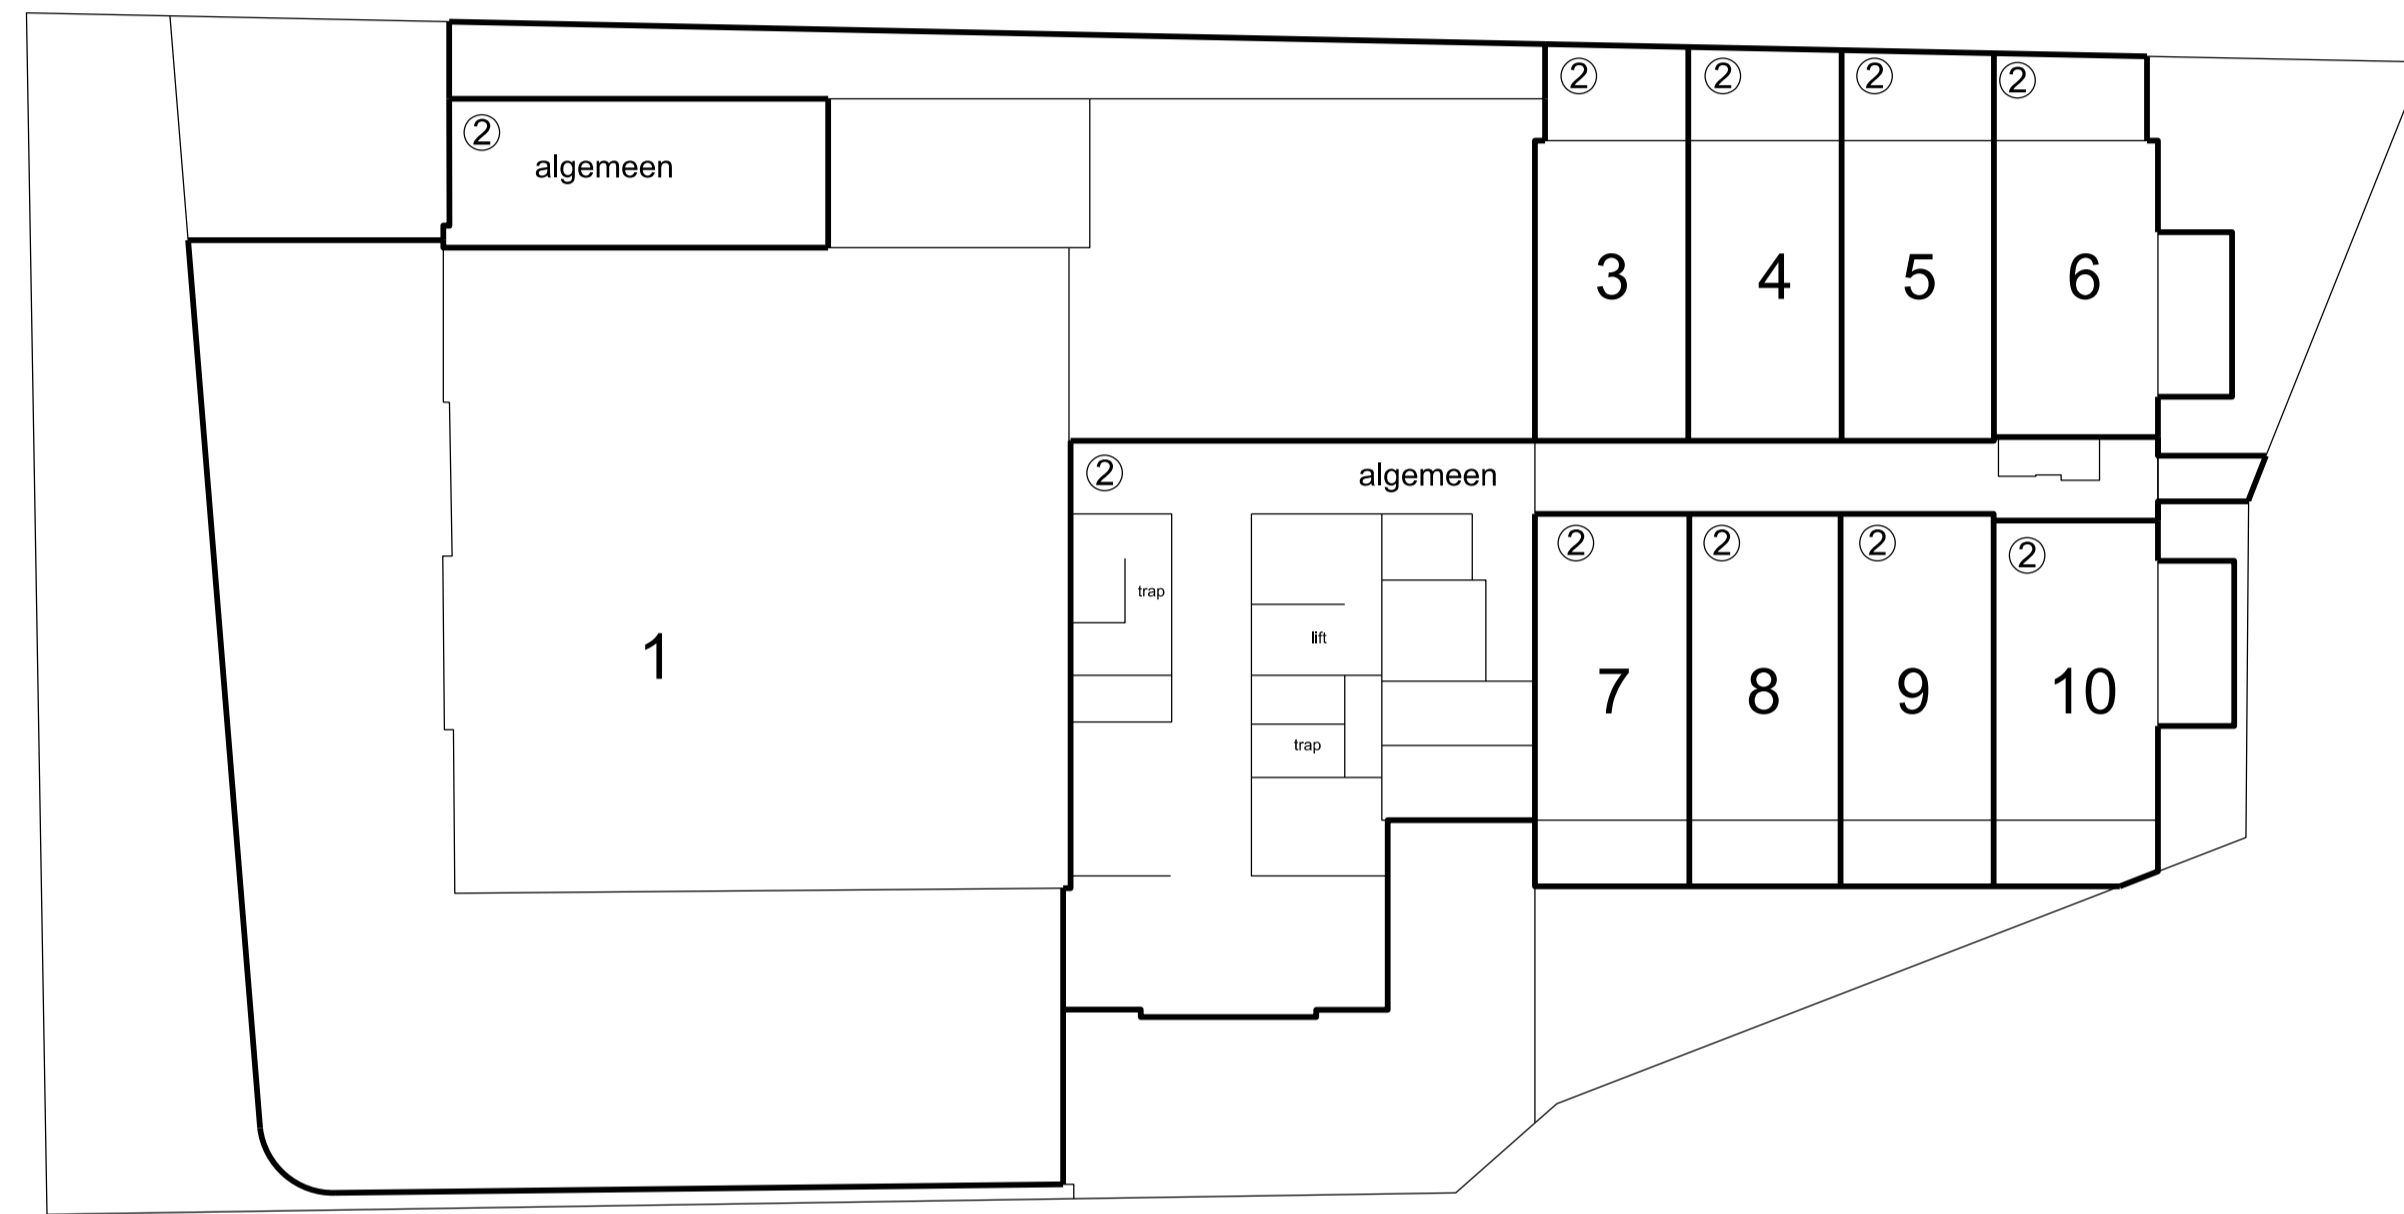 ② ② ② ②
②
algemeen
3 4 5 6
② algemeen
② ② ② ②
trap
lift
1
7 8 9 10
trap